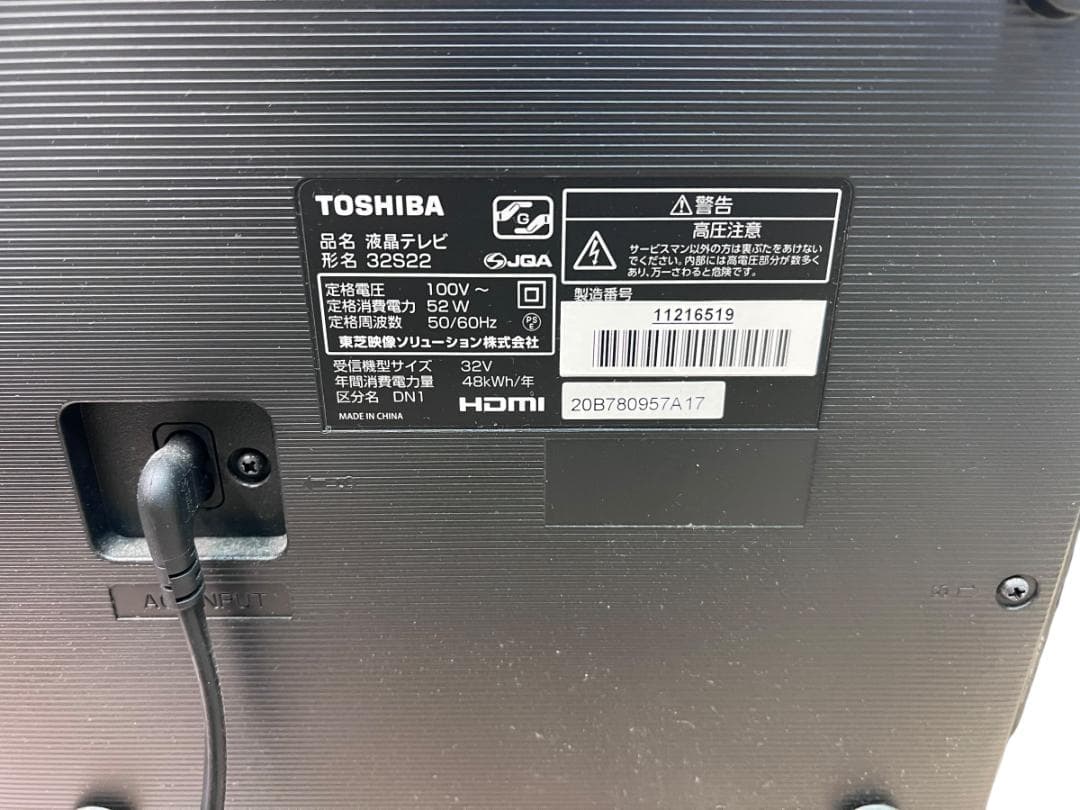 TOSHIBA
品名 液晶テレビ
形名 32S22
G
JQA
定格電圧 100V～
定格消費電力 52W
定格周波数 50/60Hz
PS
E
東芝映像ソリューション株式会社
受信機型サイズ 32V
年間消費電力量 48kWh/年
区分名 DN1
MADE IN CHINA
HDMI
警告
高圧注意
サービスマン以外の方は裏ぶたをあけない
でください。内部には高電圧部分が数多く
あり、万一さわると危険です。
製造番号
11216519
20B780957A17
AC INPUT